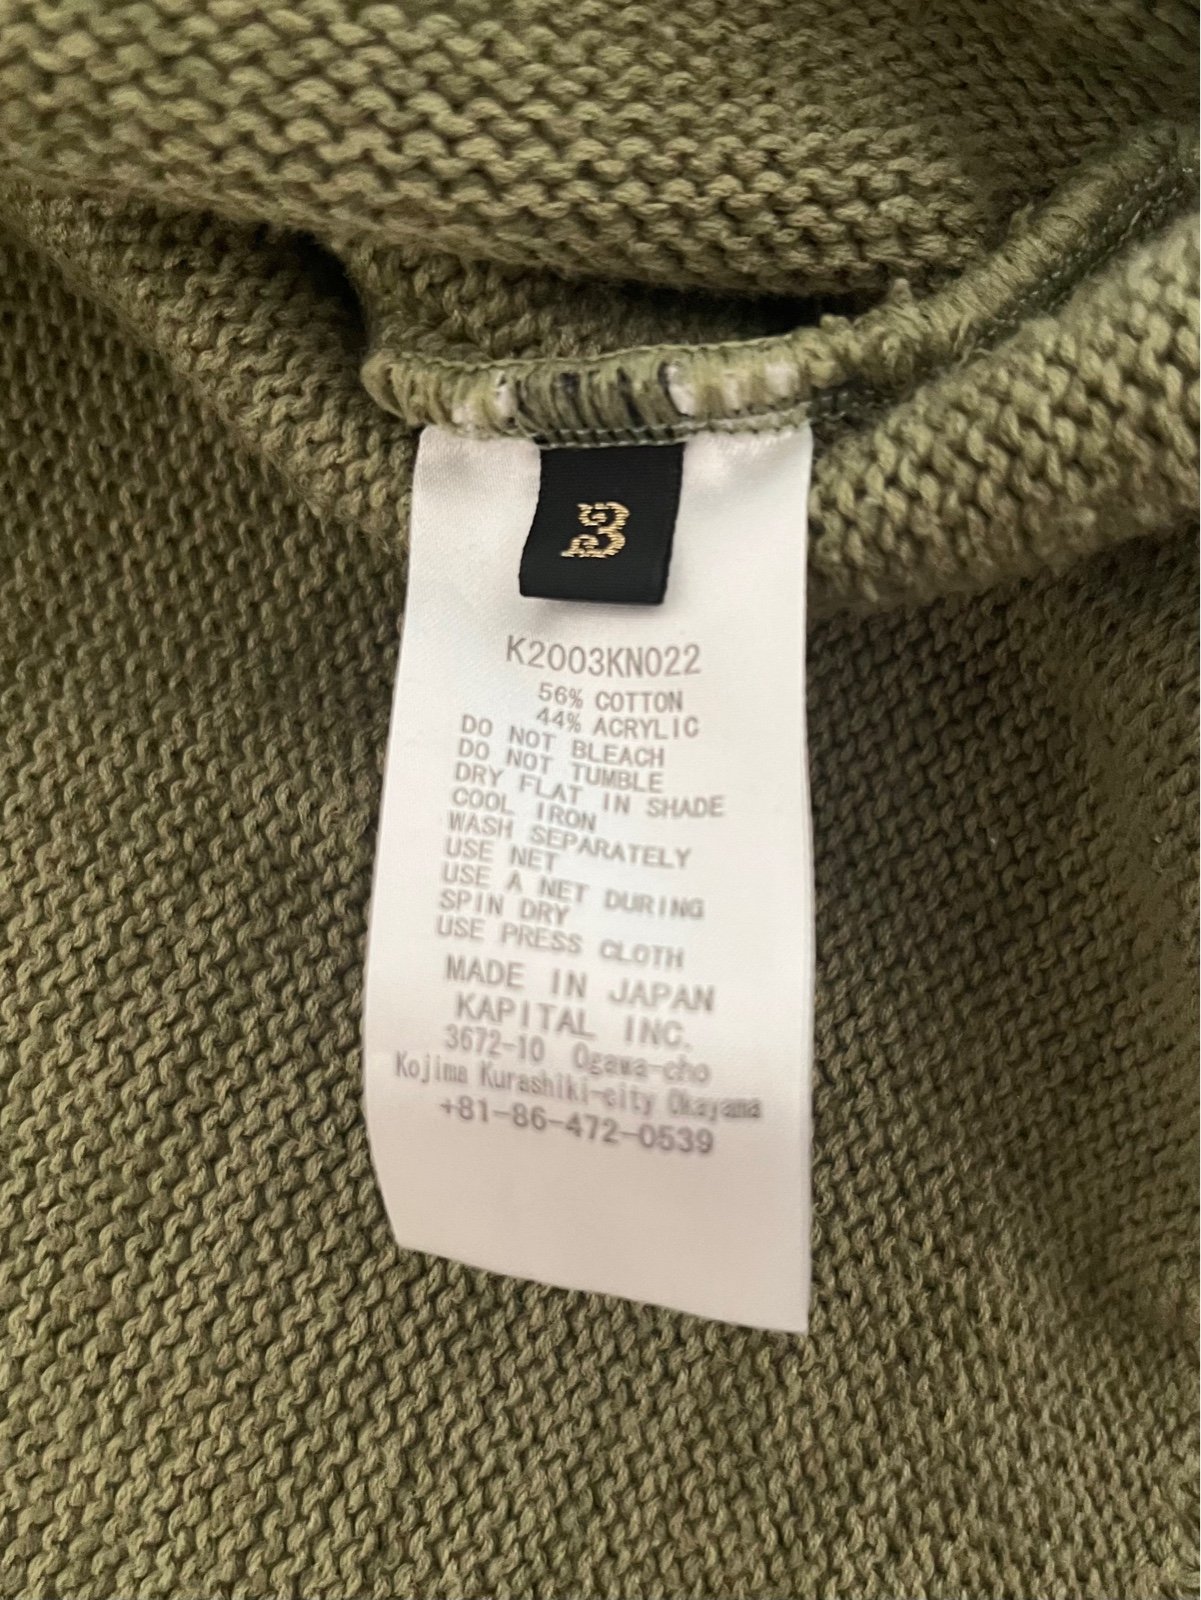 3
K2003KN022
56% COTTON
44% ACRYLIC
DO NOT BLEACH
DO NOT TUMBLE
DRY FLAT IN SHADE
COOL IRON
WASH SEPARATELY
USE NET
USE A NET DURING
SPIN DRY
USE PRESS CLOTH
MADE IN JAPAN
KAPITAL INC.
3672-10 Ogawa-cho
Kojima Kurashiki-city Okayama
+81-86-472-0539